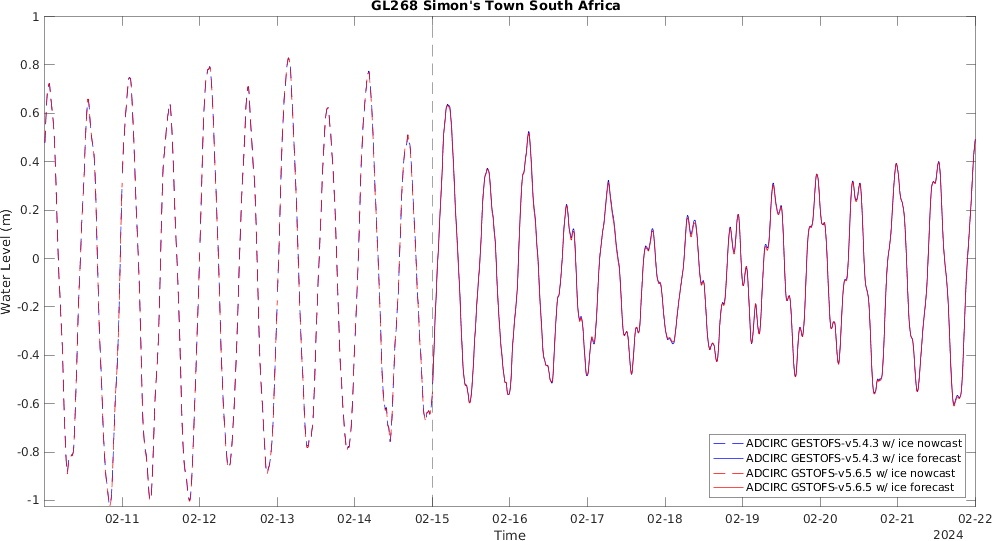 GL268 Simon's Town South Africa
1
0.8
0.6
0.4
0.2
0
-0.2
-0.4
-0.6
-0.8
-1
Water Level (m)
ADCIRC GESTOFS-v5.4.3 w/ ice nowcast
ADCIRC GESTOFS-v5.4.3 w/ ice forecast
ADCIRC GSTOFS-v5.6.5 w/ ice nowcast
ADCIRC GSTOFS-v5.6.5 w/ ice forecast
02-11 02-12 02-13 02-14 02-15 02-16 02-17 02-18 02-19 02-20 02-21 02-22
Time
2024